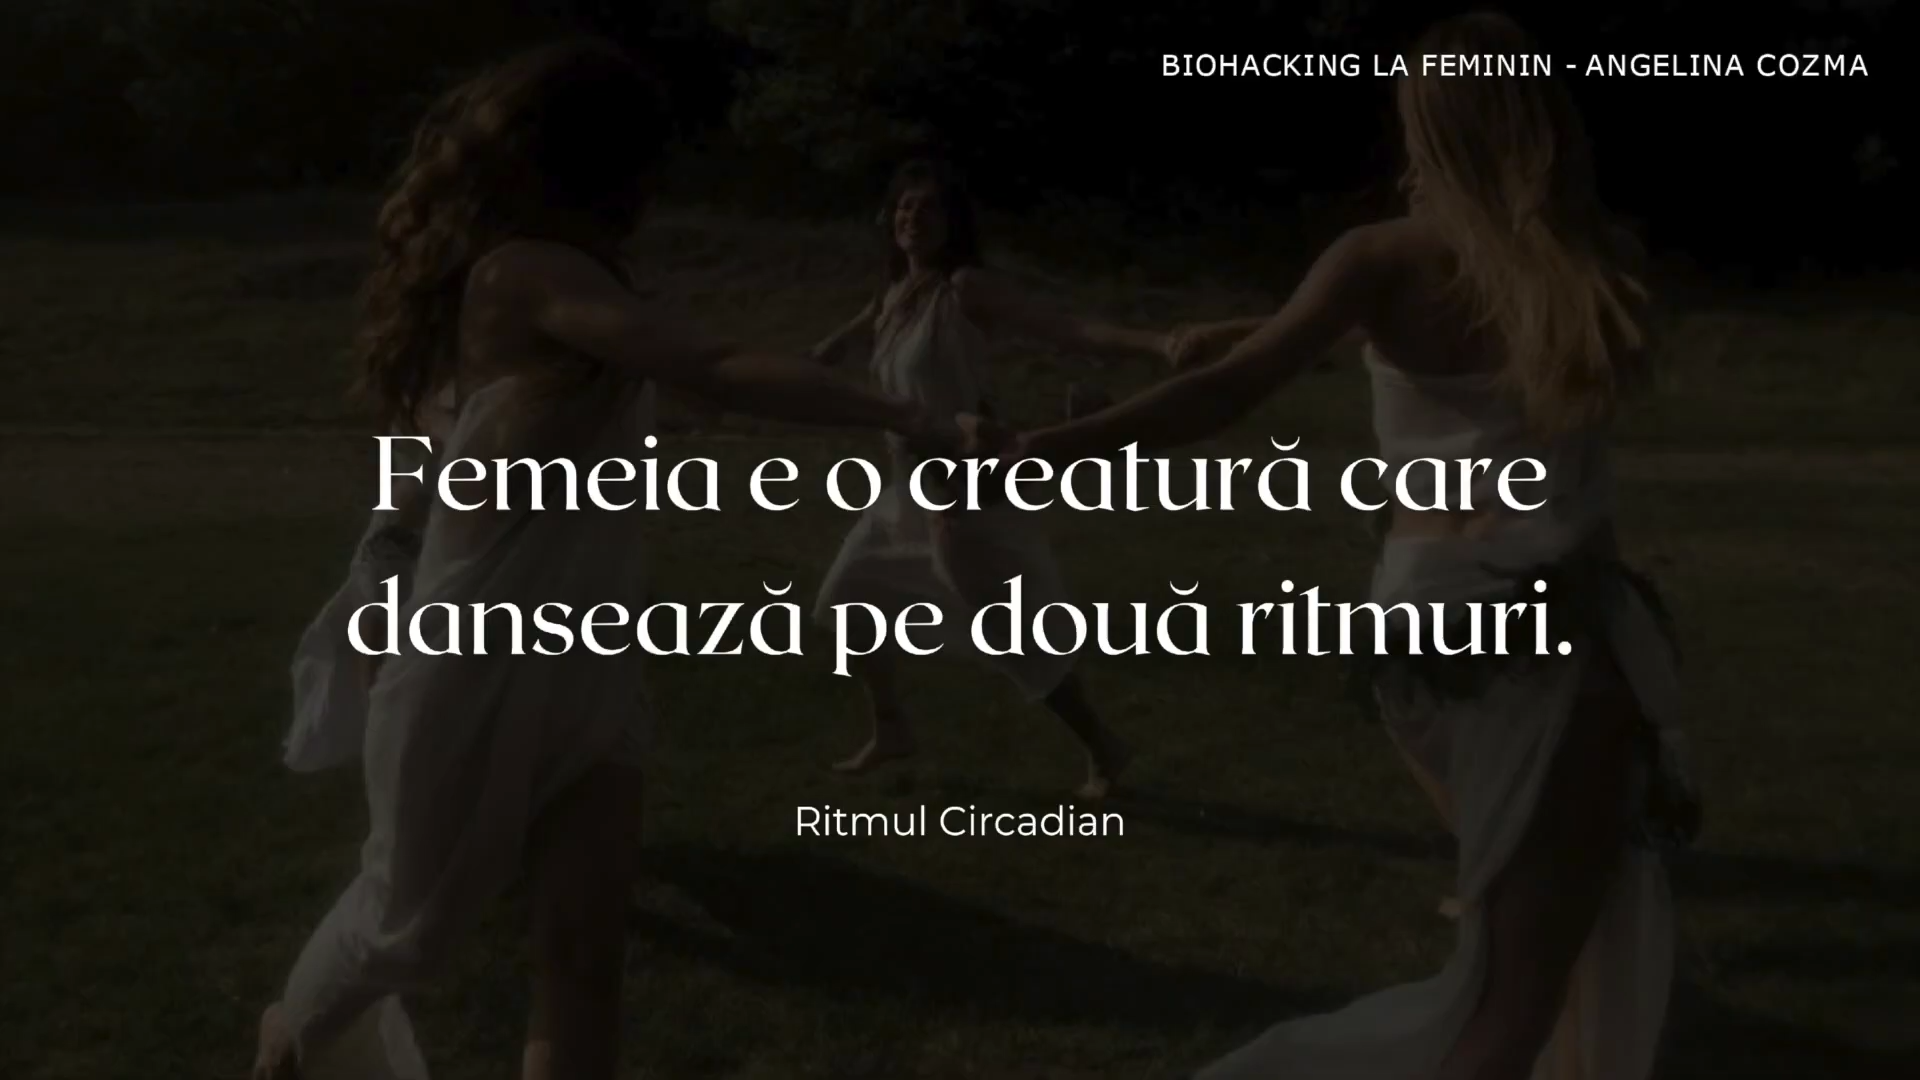 BIOHACKING LA FEMININ - ANGELINA COZMA
Femeia e o creatură care
dansează pe două ritmuri.
Ritmul Circadian